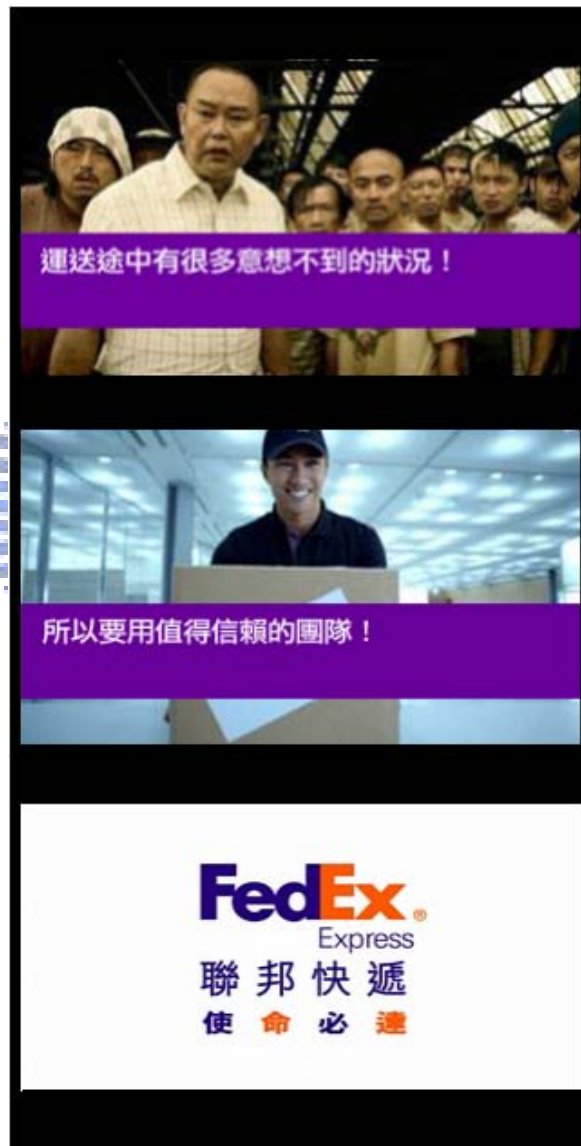 運送途中有很多意想不到的狀況！
所以要用值得信賴的團隊！
FedEx®
Express
聯邦快遞
使命必達